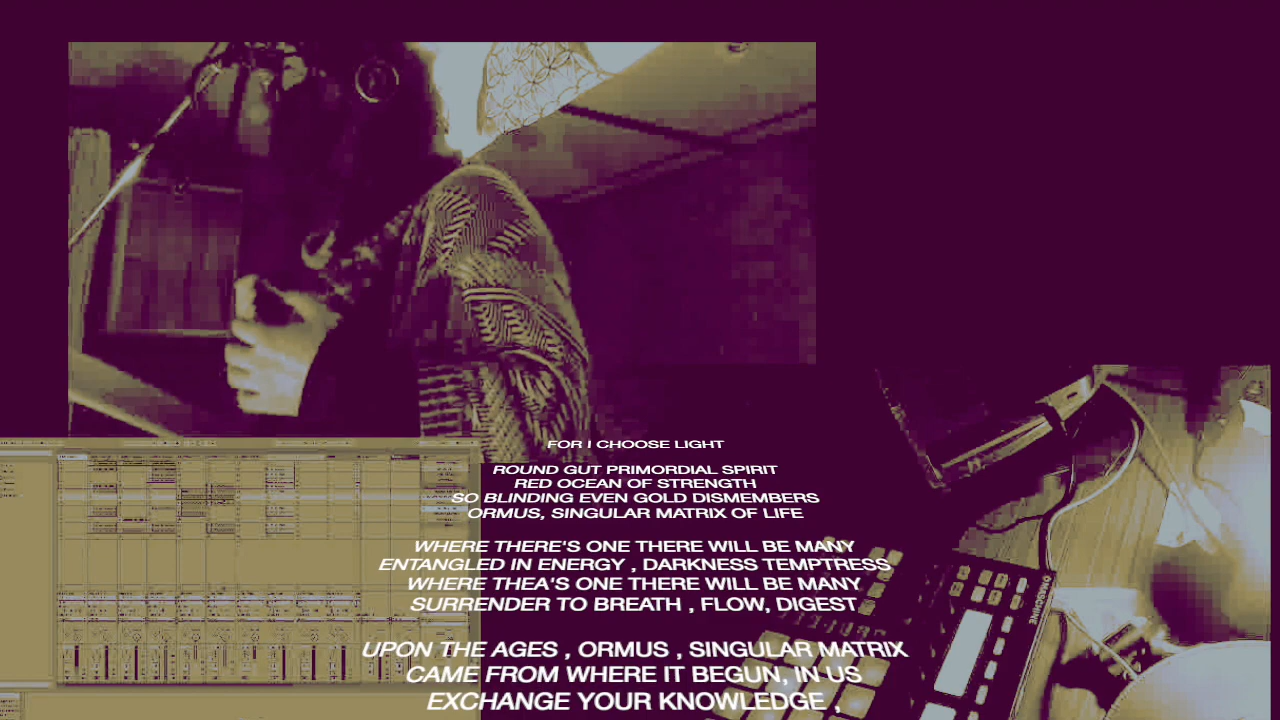 FOR I CHOOSE LIGHT
ROUND GUT PRIMORDIAL SPIRIT
RED OCEAN OF STRENGTH
SO BLINDING EVEN GOLD DISMEMBERS
ORMUS, SINGULAR MATRIX OF LIFE
WHERE THERE'S ONE THERE WILL BE MANY
ENTANGLED IN ENERGY , DARKNESS TEMPTRESS
WHERE THEA'S ONE THERE WILL BE MANY
SURRENDER TO BREATH , FLOW, DIGEST
UPON THE AGES , ORMUS , SINGULAR MATRIX
CAME FROM WHERE IT BEGUN, IN US
EXCHANGE YOUR KNOWLEDGE ,
MASCHINE